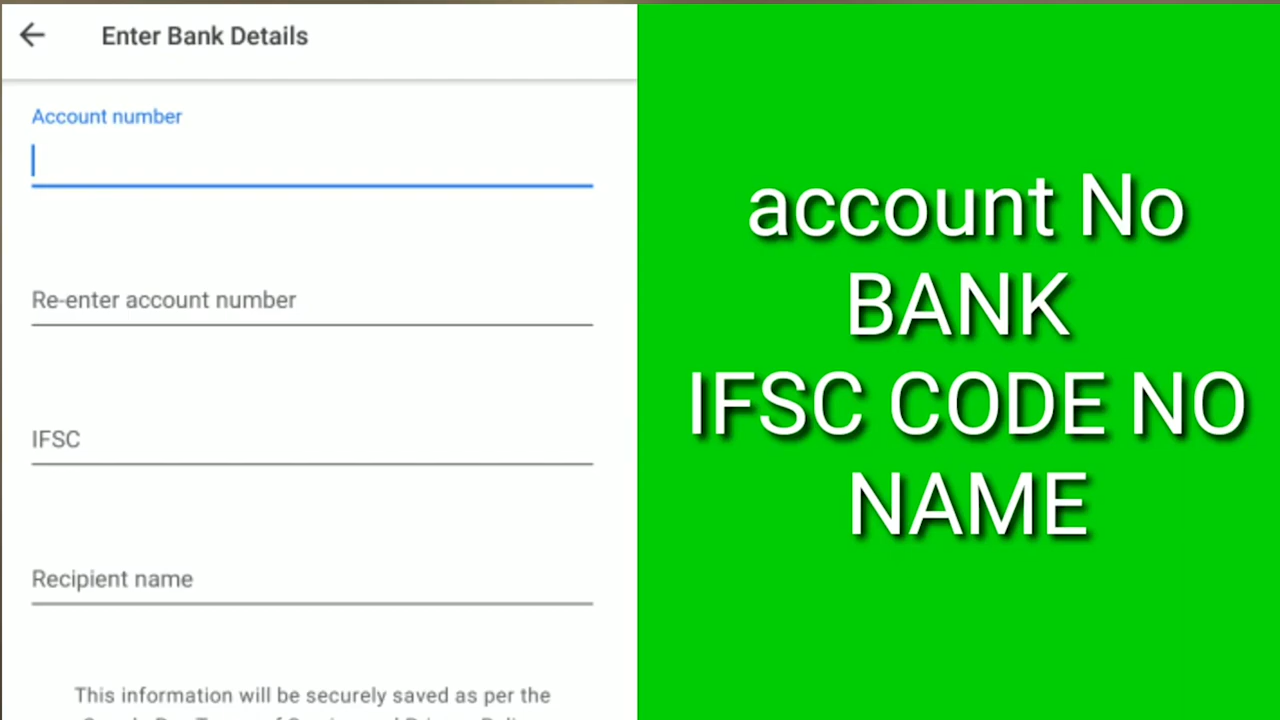 Enter Bank Details
Account number
Re-enter account number
IFSC
Recipient name
This information will be securely saved as per the
account No
BANK
IFSC CODE NO
NAME